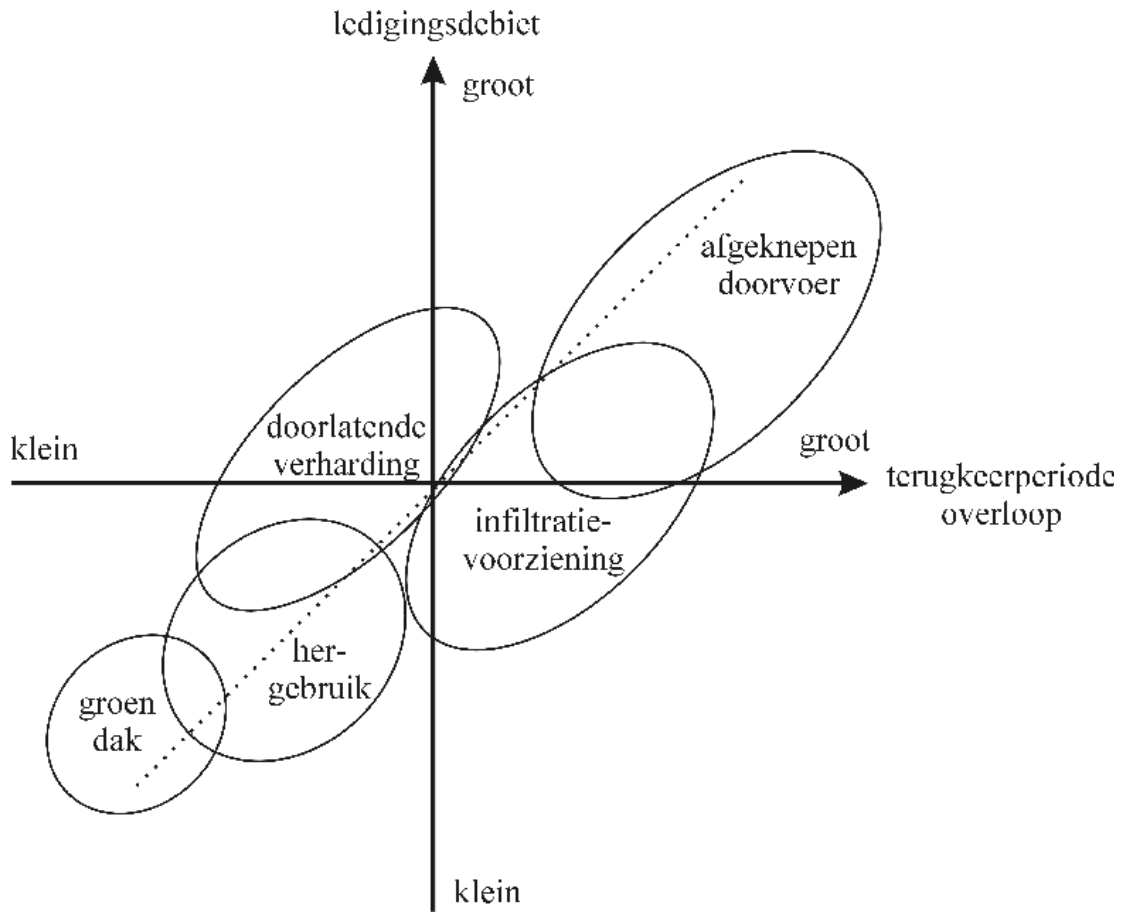 ledigingsdebiet
groot
afgeknepen
doorvoer
doorlatende
verharding
klein
groot
terugkeerperiode
overloop
infiltratie-
voorziening
her-
gebruik
groen
dak
klein